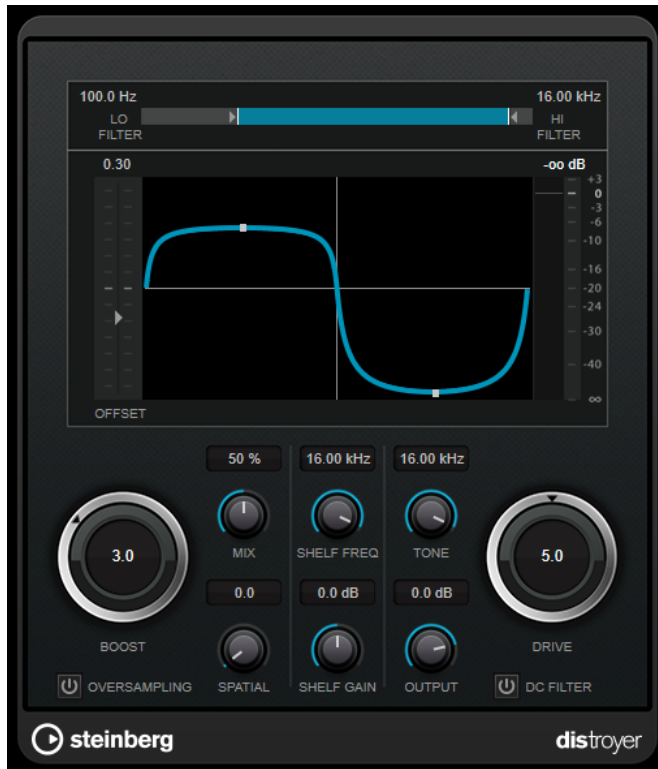 100.0 Hz
16.00 kHz
LO
FILTER
HI
FILTER
0.30
-oo dB
+3
0
-3
-6
-10
-16
-20
-24
-30
-40
∞
OFFSET
50 %
16.00 kHz
16.00 kHz
MIX
SHELF FREQ
TONE
3.0
5.0
0.0
0.0 dB
0.0 dB
BOOST
DRIVE
OVERSAMPLING
SPATIAL
SHELF GAIN
OUTPUT
DC FILTER
steinberg
distroyer